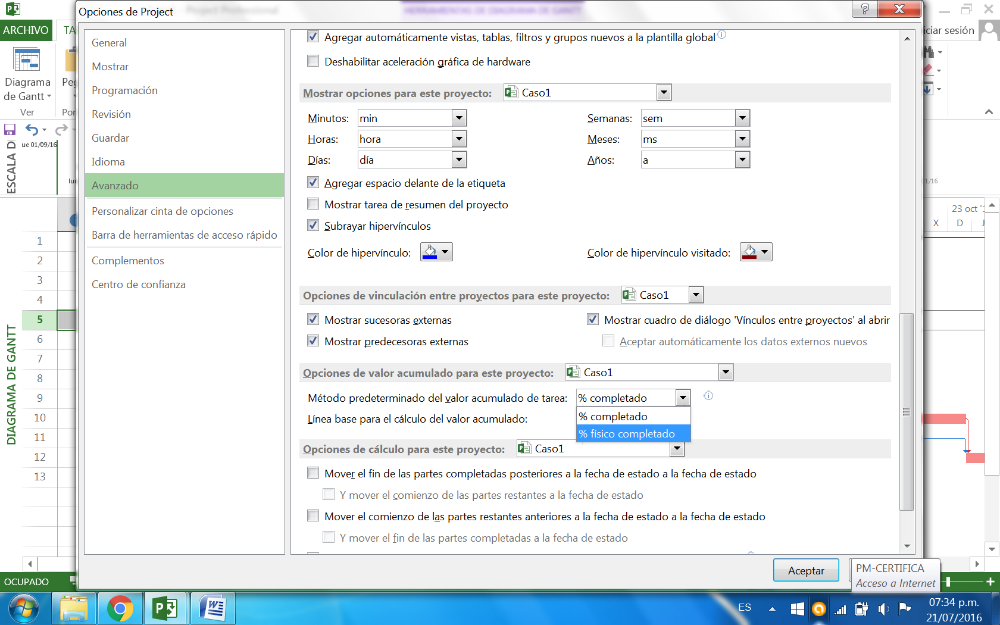 Opciones de Project
Project Professional
HERRAMIENTAS DE DIAGRAMA DE GANTT
ARCHIVO
TA
iciar sesión
Diagrama
de Gantt
Peg
Ver
Por
ESCALA D
ue 01/09/16
lun
1/16
General
Mostrar
Programación
Revisión
Guardar
Idioma
Avanzado
Personalizar cinta de opciones
Barra de herramientas de acceso rápido
Complementos
Centro de confianza
Agregar automáticamente vistas, tablas, filtros y grupos nuevos a la plantilla global
Deshabilitar aceleración gráfica de hardware
Mostrar opciones para este proyecto: Caso1
Minutos: min Semanas: sem
Horas: hora Meses: ms
Días: día Años: a
Agregar espacio delante de la etiqueta
Mostrar tarea de resumen del proyecto
Subrayar hipervínculos
Color de hipervínculo: Color de hipervínculo visitado:
Opciones de vinculación entre proyectos para este proyecto: Caso1
Mostrar sucesoras externas Mostrar cuadro de diálogo 'Vínculos entre proyectos' al abrir
Mostrar predecesoras externas Aceptar automáticamente los datos externos nuevos
Opciones de valor acumulado para este proyecto: Caso1
Método predeterminado del valor acumulado de tarea: % completado
% completado
Línea base para el cálculo del valor acumulado:
% físico completado
Opciones de cálculo para este proyecto: Caso1
Mover el fin de las partes completadas posteriores a la fecha de estado a la fecha de estado
Y mover el comienzo de las partes restantes a la fecha de estado
Mover el comienzo de las partes restantes anteriores a la fecha de estado a la fecha de estado
Y mover el fin de las partes completadas a la fecha de estado
Aceptar
PM-CERTIFICA
Acceso a Internet
23 oct '1
X D J
DIAGRAMA DE GANTT
1
2
3
4
5
6
7
8
9
10
11
12
13
OCUPADO
ES
07:34 p.m.
21/07/2016